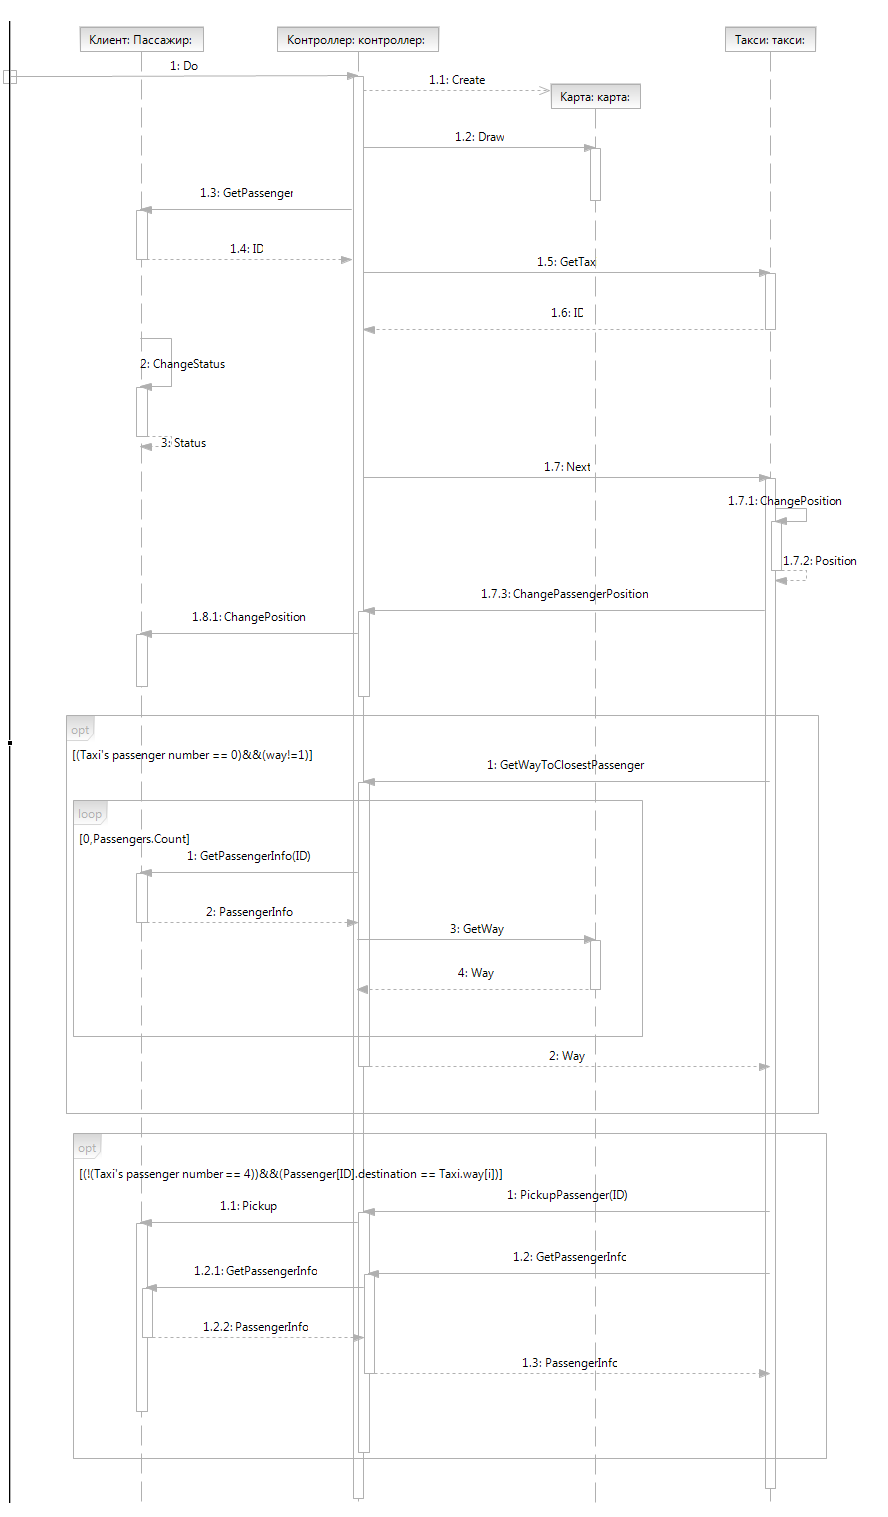 Клиент: Пассажир:
Контроллер: контроллер:
Такси: такси:
1: Do
1.1: Create
Карта: карта:
1.2: Draw
1.3: GetPassenger
1.4: ID
1.5: GetTax
1.6: ID
2: ChangeStatus
3: Status
1.7: Next
1.7.1: ChangePosition
1.7.2: Position
1.7.3: ChangePassengerPosition
1.8.1: ChangePosition
opt
[(Taxi's passenger number == 0)&&(way!=1)]
1: GetWayToClosestPassenger
loop
[0,Passengers.Count]
1: GetPassengerInfo(ID)
2: PassengerInfo
3: GetWay
4: Way
2: Way
opt
[(!(Taxi's passenger number == 4))&&(Passenger[ID].destination == Taxi.way[i])]
1: PickupPassenger(ID)
1.1: Pickup
1.2: GetPassengerInfo
1.2.1: GetPassengerInfo
1.2.2: PassengerInfo
1.3: PassengerInfo